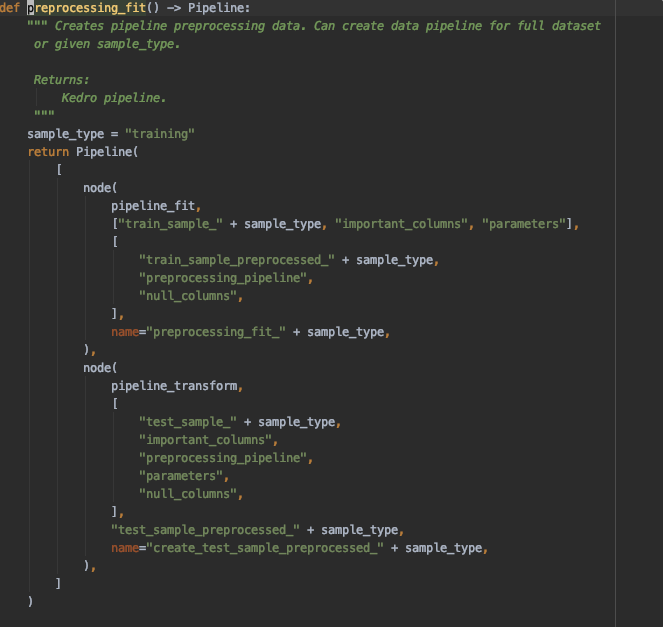 def preprocessing_fit() -> Pipeline:
    """ Creates pipeline preprocessing data. Can create data pipeline for full dataset
     or given sample_type.

     Returns:
         Kedro pipeline.
     """
    sample_type = "training"
    return Pipeline(
        [
            node(
                pipeline_fit,
                ["train_sample_" + sample_type, "important_columns", "parameters"],
                [
                    "train_sample_preprocessed_" + sample_type,
                    "preprocessing_pipeline",
                    "null_columns",
                ],
                name="preprocessing_fit_" + sample_type,
            ),
            node(
                pipeline_transform,
                [
                    "test_sample_" + sample_type,
                    "important_columns",
                    "preprocessing_pipeline",
                    "parameters",
                    "null_columns",
                ],
                "test_sample_preprocessed_" + sample_type,
                name="create_test_sample_preprocessed_" + sample_type,
            ),
        ]
    )